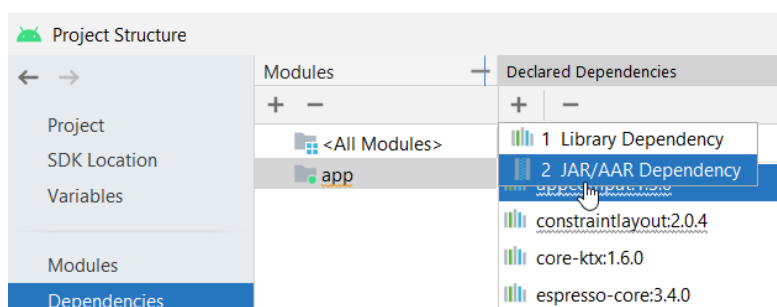 Project Structure
Modules
Declared Dependencies
Project
SDK Location
Variables
Modules
Dependencies
<All Modules>
app
1 Library Dependency
2 JAR/AAR Dependency
constraintlayout:2.0.4
core-ktx:1.6.0
espresso-core:3.4.0